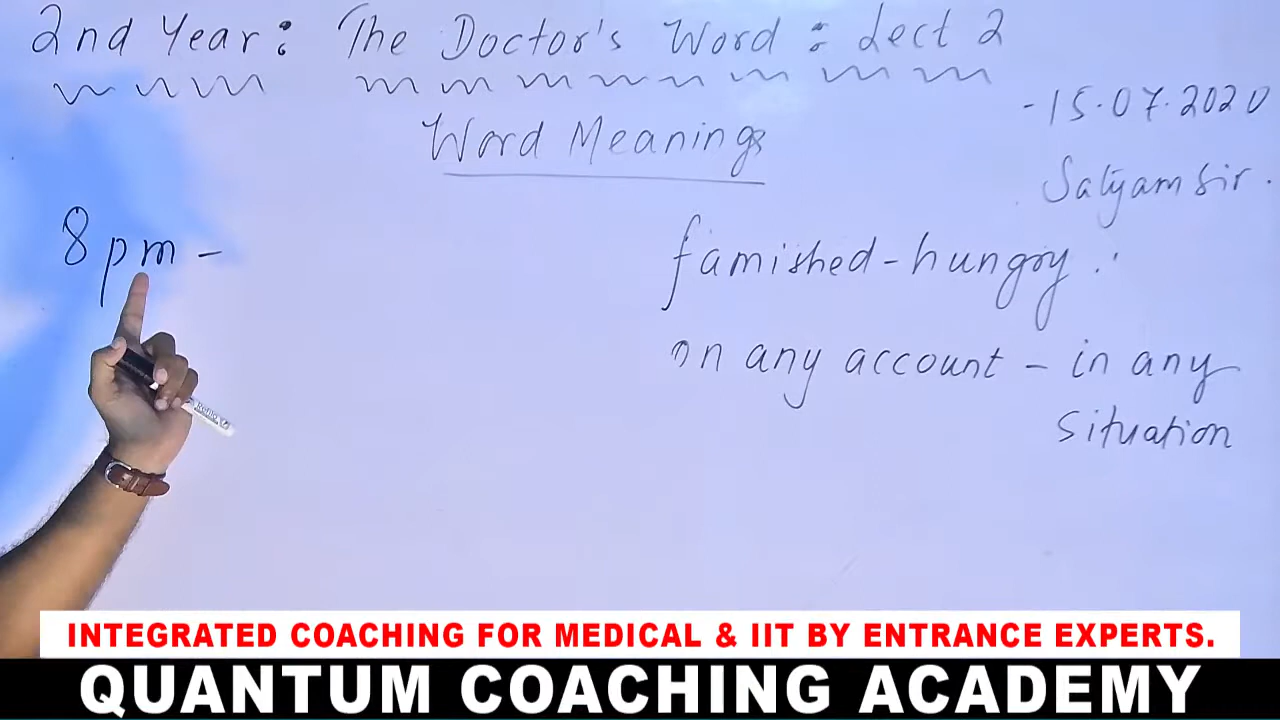 2nd Year: The Doctor's Word: Lect 2
- 15.07.2020
Word Meanings
Satyam Sir.
8 pm -
famished - hungry.
on any account - in any
situation
INTEGRATED COACHING FOR MEDICAL & IIT BY ENTRANCE EXPERTS.
QUANTUM COACHING ACADEMY